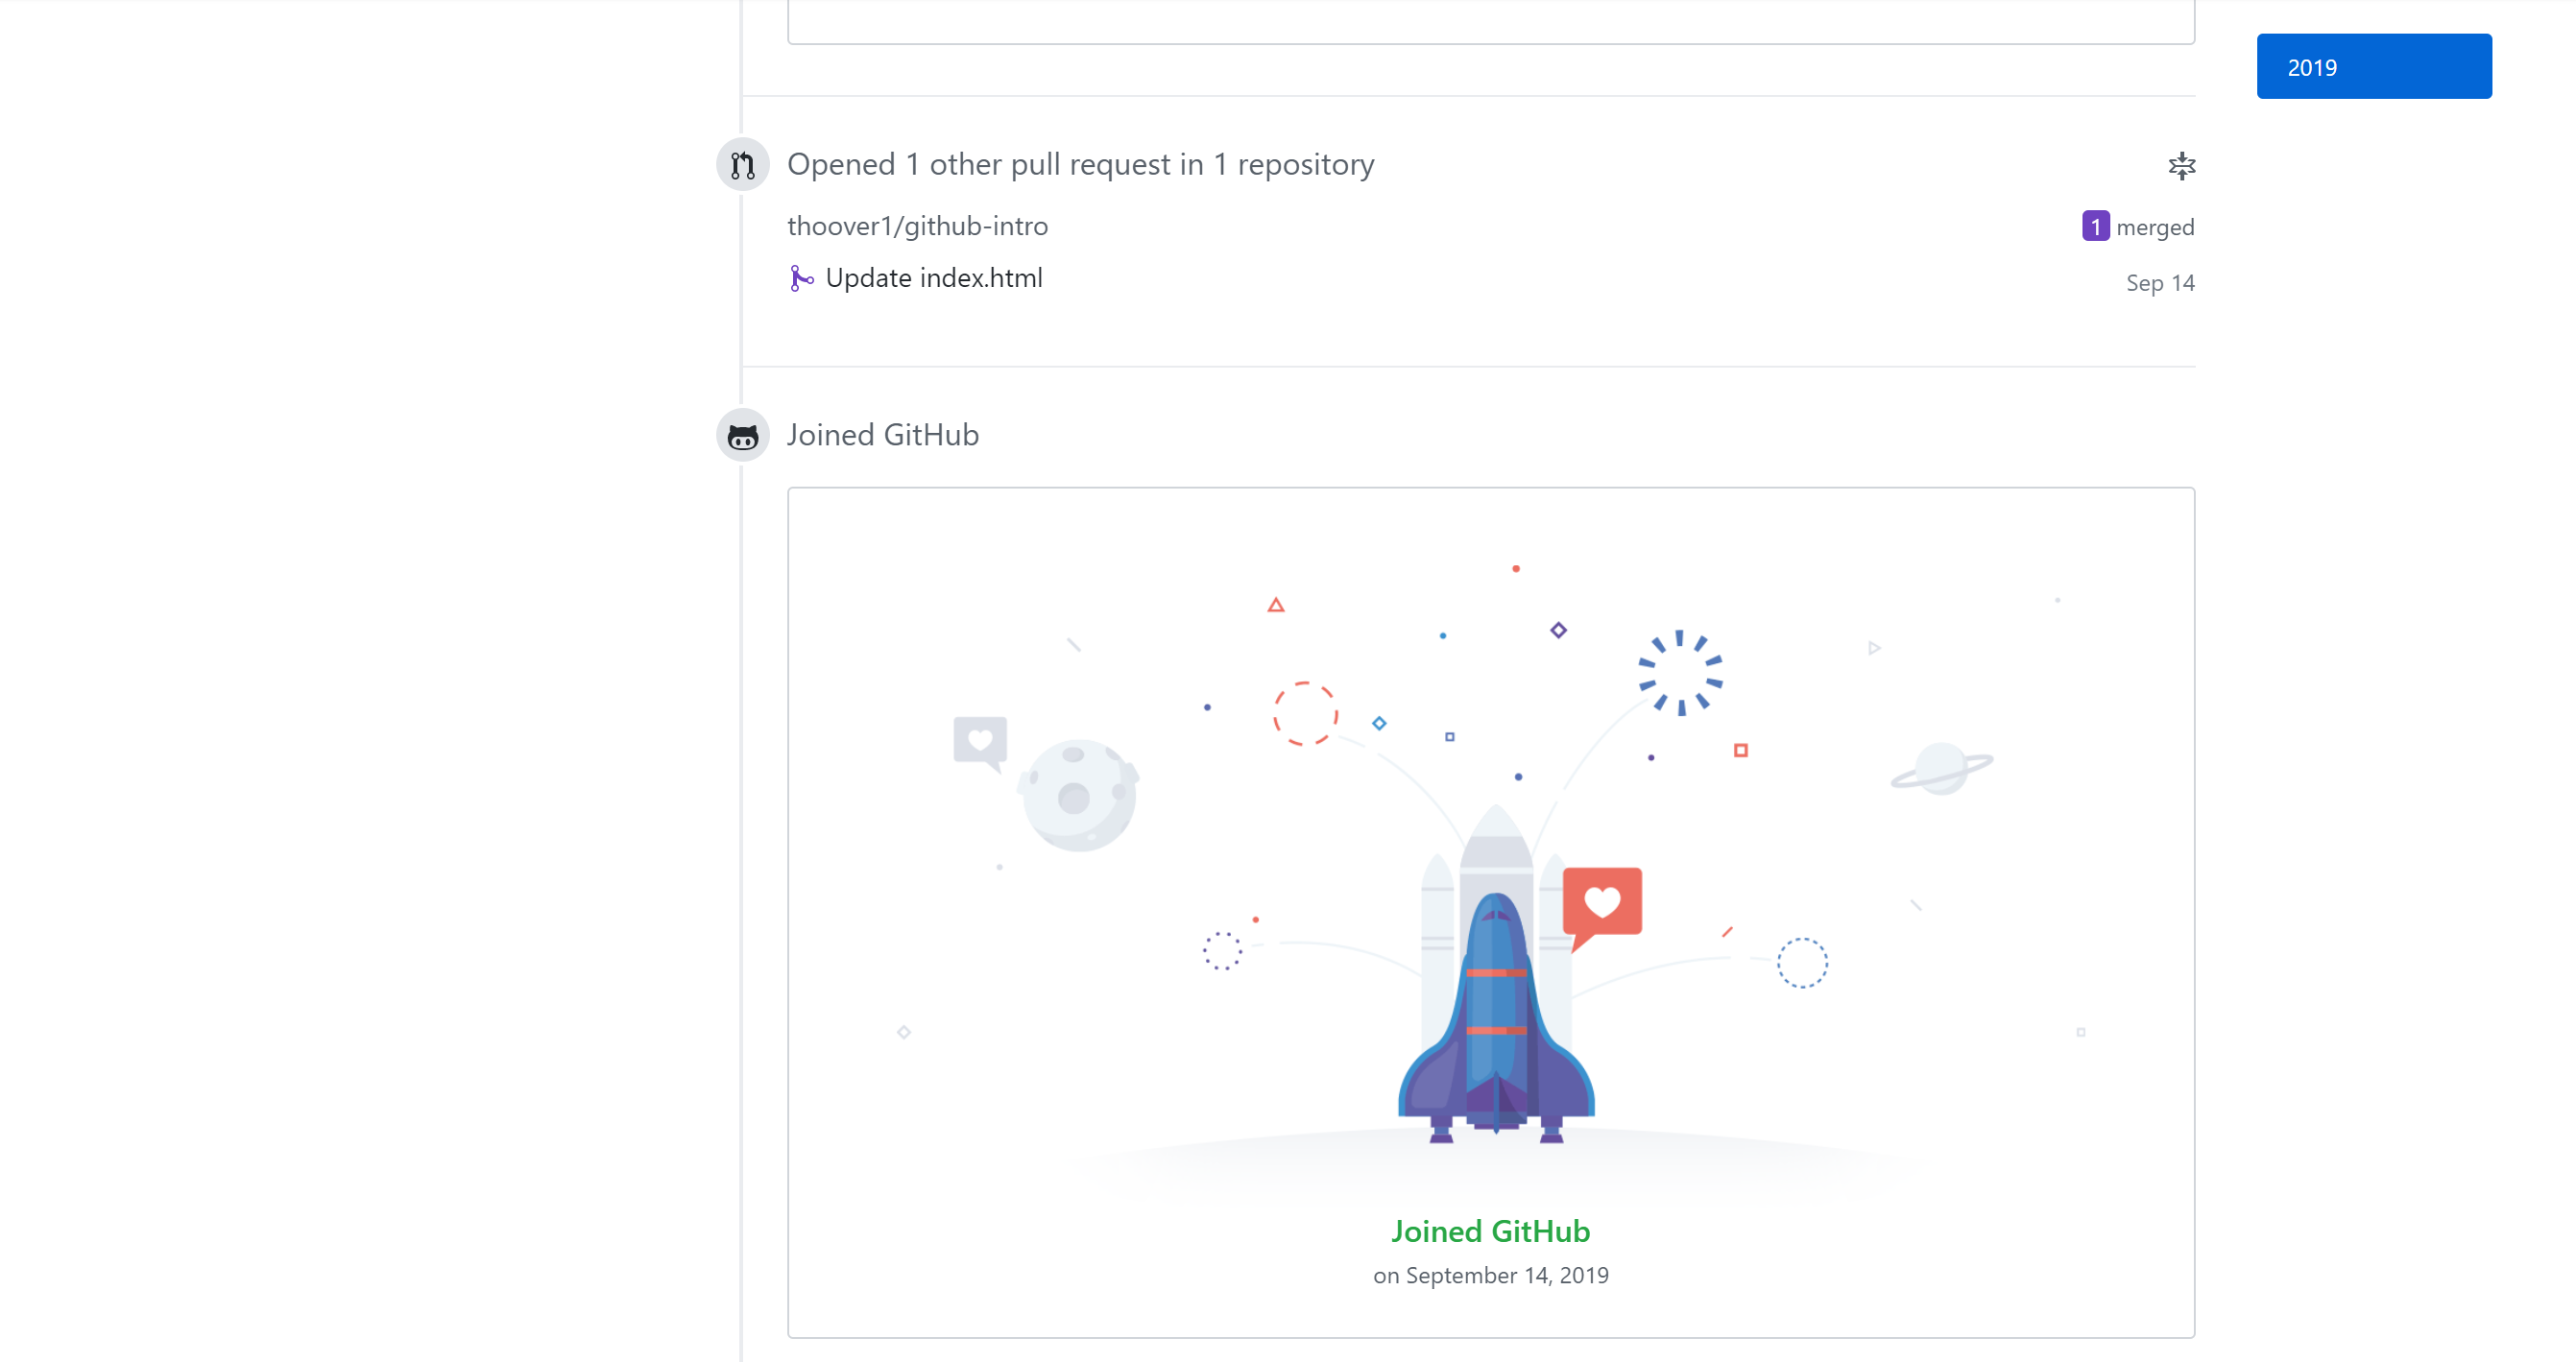 2019
Opened 1 other pull request in 1 repository
thoover1/github-intro
1 merged
Update index.html
Sep 14
Joined GitHub
Joined GitHub
on September 14, 2019